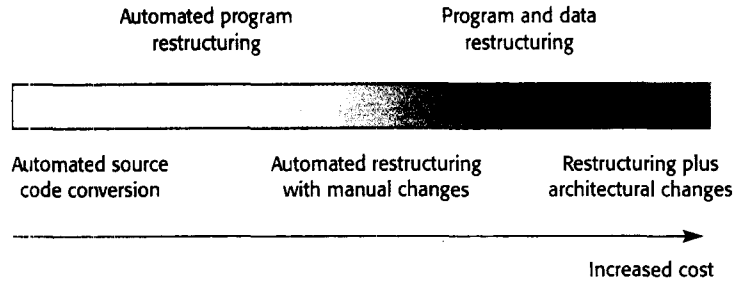 Automated program
restructuring
Program and data
restructuring
Automated source
code conversion
Automated restructuring
with manual changes
Restructuring plus
architectural changes
Increased cost